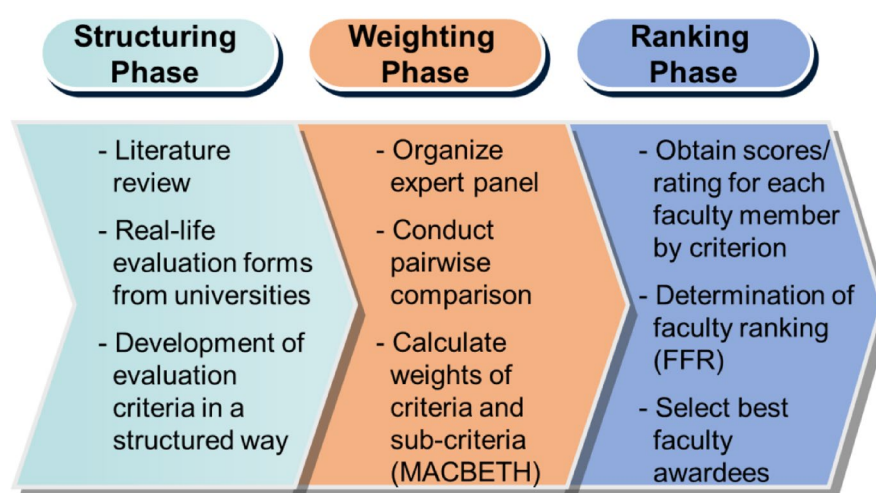 Structuring
Phase
- Literature
review
- Real-life
evaluation forms
from universities
- Development of
evaluation
criteria in a
structured way
Weighting
Phase
- Organize
expert panel
- Conduct
pairwise
comparison
- Calculate
weights of
criteria and
sub-criteria
(MACBETH)
Ranking
Phase
- Obtain scores/
rating for each
faculty member
by criterion
- Determination of
faculty ranking
(FFR)
- Select best
faculty
awardees